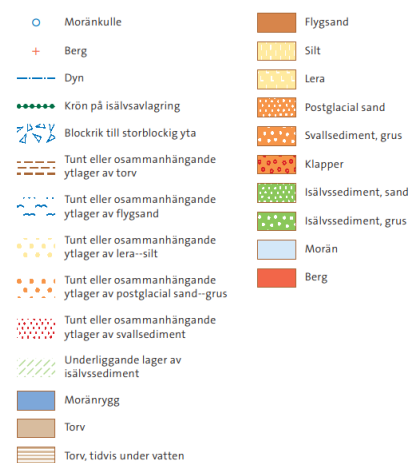 Moränkulle
Berg
Dyn
Krön på isälvsavlagring
Blockrik till storblockig yta
Tunt eller osammanhängande
ytlager av torv
Tunt eller osammanhängande
ytlager av flygsand
Tunt eller osammanhängande
ytlager av lera--silt
Tunt eller osammanhängande
ytlager av postglacial sand--grus
Tunt eller osammanhängande
ytlager av svallsediment
Underliggande lager av
isälvssediment
Moränrygg
Torv
Torv, tidvis under vatten
Flygsand
Silt
Lera
Postglacial sand
Svallsediment, grus
Klapper
Isälvssediment, sand
Isälvssediment, grus
Morän
Berg